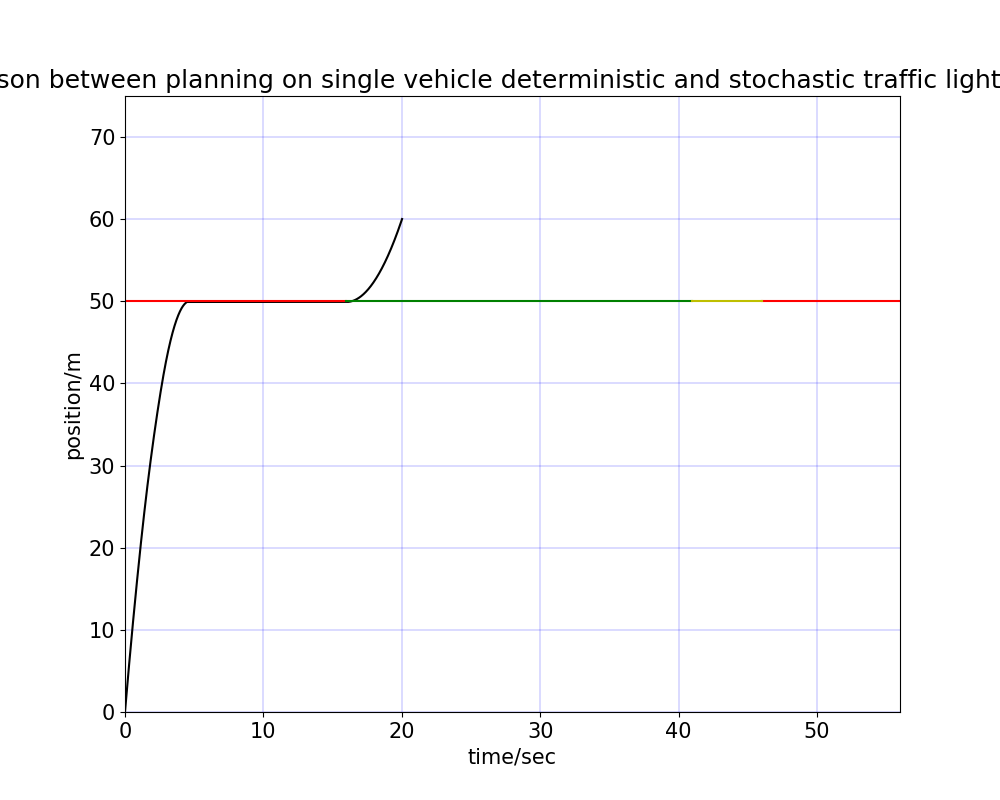 son between planning on single vehicle deterministic and stochastic traffic light
70
60
50
40
30
20
10
0
position/m
0 10 20 30 40 50
time/sec